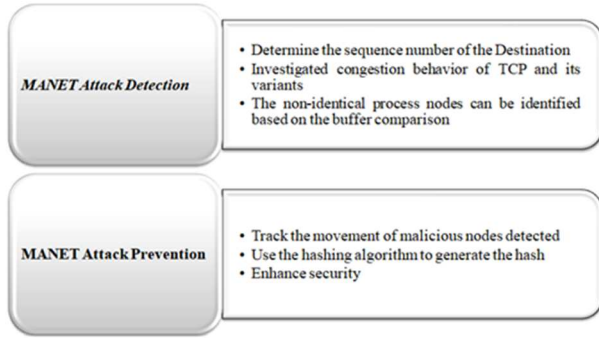 MANET Attack Detection
• Determine the sequence number of the Destination
• Investigated congestion behavior of TCP and its
variants
• The non-identical process nodes can be identified
based on the buffer comparison
MANET Attack Prevention
• Track the movement of malicious nodes detected
• Use the hashing algorithm to generate the hash
• Enhance security